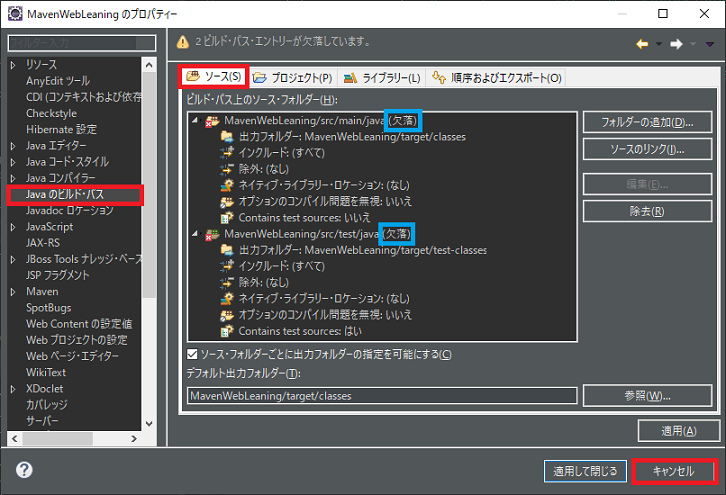 MavenWebLeaning のプロパティー
フィルター入力
2 ビルド・パス・エントリーが欠落しています。
リソース
AnyEdit ツール
CDI (コンテキストおよび依存
Checkstyle
Hibernate 設定
Java エディター
Java コード・スタイル
Java コンパイラー
Java のビルド・パス
Javadoc ロケーション
JavaScript
JAX-RS
JBoss Tools ナレッジ・ベース
JSP フラグメント
Maven
SpotBugs
Web Content の設定値
Web プロジェクトの設定
Web ページ・エディター
WikiText
XDoclet
カバレッジ
サーバー
ソース(S)
プロジェクト(P)
ライブラリー(L)
順序およびエクスポート(O)
ビルド・パス上のソース・フォルダー(H):
MavenWebLeaning/src/main/java (欠落)
出力フォルダー: MavenWebLeaning/target/classes
インクルード: (すべて)
除外: (なし)
ネイティブ・ライブラリー・ロケーション: (なし)
オプションのコンパイル問題を無視: いいえ
Contains test sources: いいえ
MavenWebLeaning/src/test/java (欠落)
出力フォルダー: MavenWebLeaning/target/test-classes
インクルード: (すべて)
除外: (なし)
ネイティブ・ライブラリー・ロケーション: (なし)
オプションのコンパイル問題を無視: いいえ
Contains test sources: はい
フォルダーの追加(D)...
ソースのリンク(I)...
編集(E)...
除去(R)
ソース・フォルダーごとに出力フォルダーの指定を可能にする(C)
デフォルト出力フォルダー(T):
MavenWebLeaning/target/classes
参照(W)...
適用(A)
適用して閉じる
キャンセル